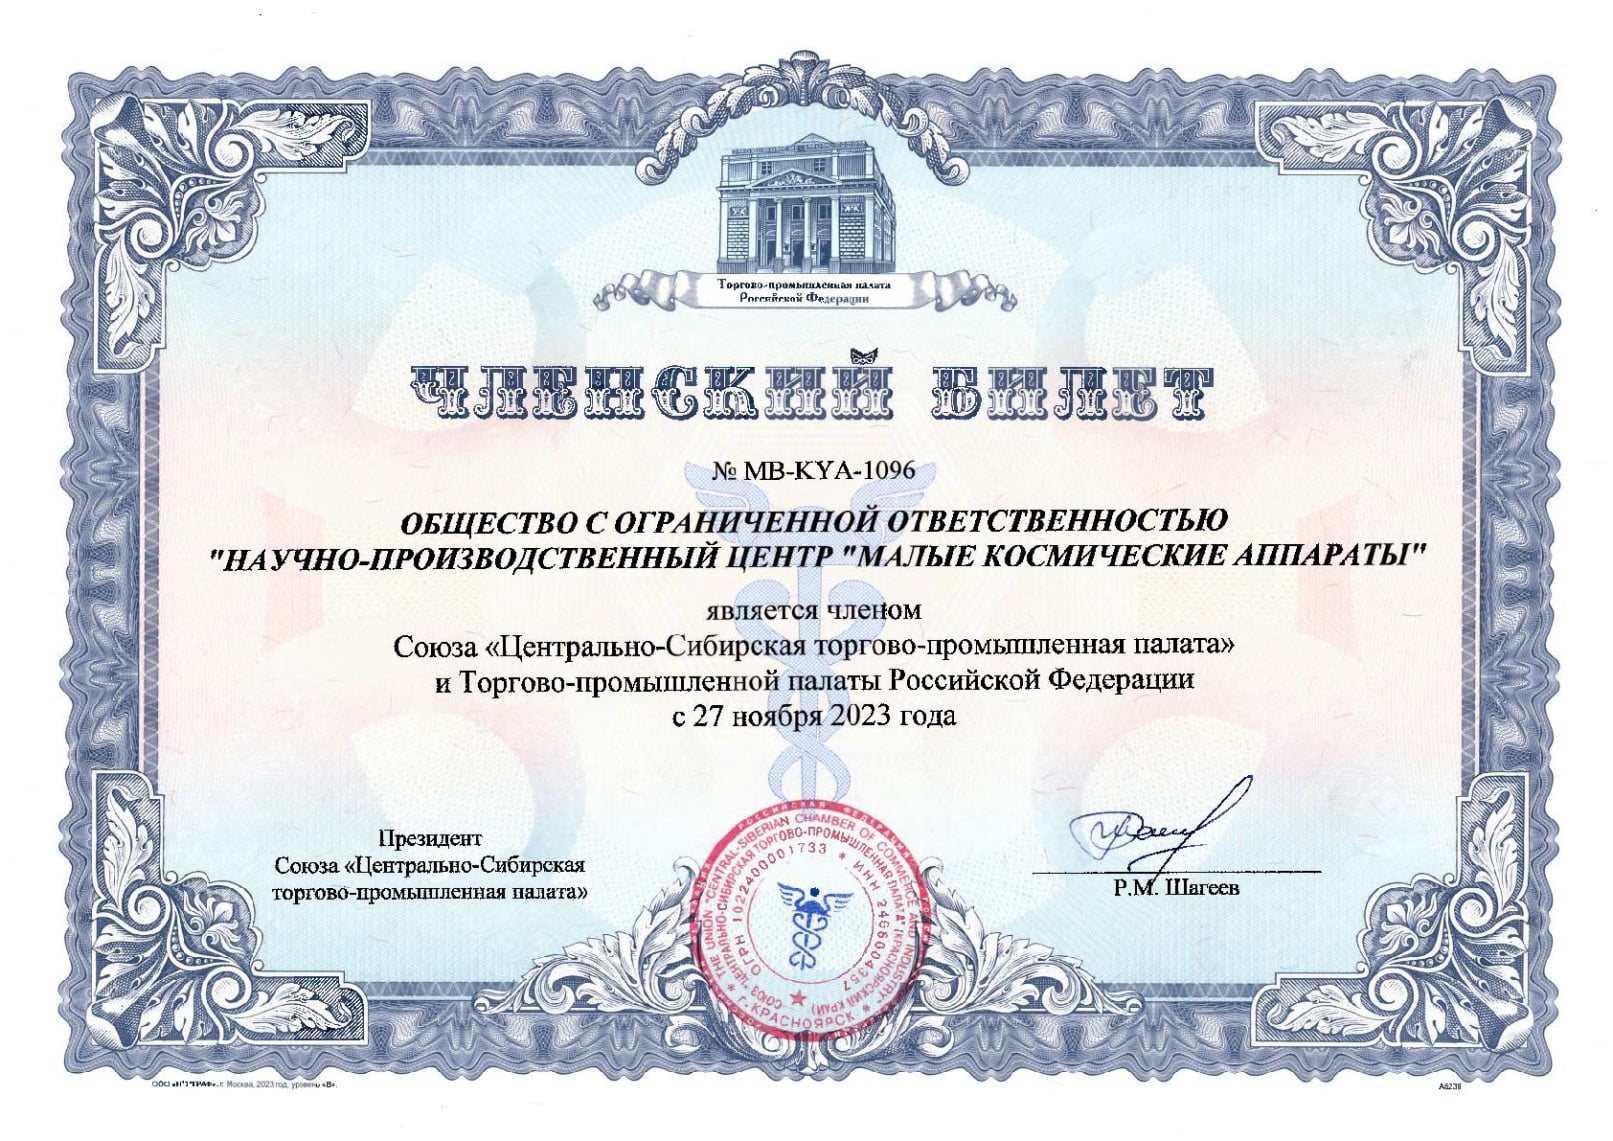 Торгово-промышленная палата
Российской Федерации
ЧЛЕНСКИЙ БИЛЕТ
№ MB-KYA-1096
ОБЩЕСТВО С ОГРАНИЧЕННОЙ ОТВЕТСТВЕННОСТЬЮ
"НАУЧНО-ПРОИЗВОДСТВЕННЫЙ ЦЕНТР "МАЛЫЕ КОСМИЧЕСКИЕ АППАРАТЫ"
является членом
Союза «Центрально-Сибирская торгово-промышленная палата»
и Торгово-промышленной палаты Российской Федерации
с 27 ноября 2023 года
Президент
Союза «Центрально-Сибирская
торгово-промышленная палата»
Р.М. Шагеев
РОССИЙСКАЯ ФЕДЕРАЦИЯ
* Г.КРАСНОЯРСК *
THE UNION "CENTRAL-SIBERIAN CHAMBER OF COMMERCE AND INDUSTRY"
СОЮЗ "ЦЕНТРАЛЬНО-СИБИРСКАЯ ТОРГОВО-ПРОМЫШЛЕННАЯ ПАЛАТА" (КРАСНОЯРСКИЙ КРАЙ)
ОГРН 1022400001733 * ИНН 2466004357
ООО г. Москва, 2023 год, уровень «В».